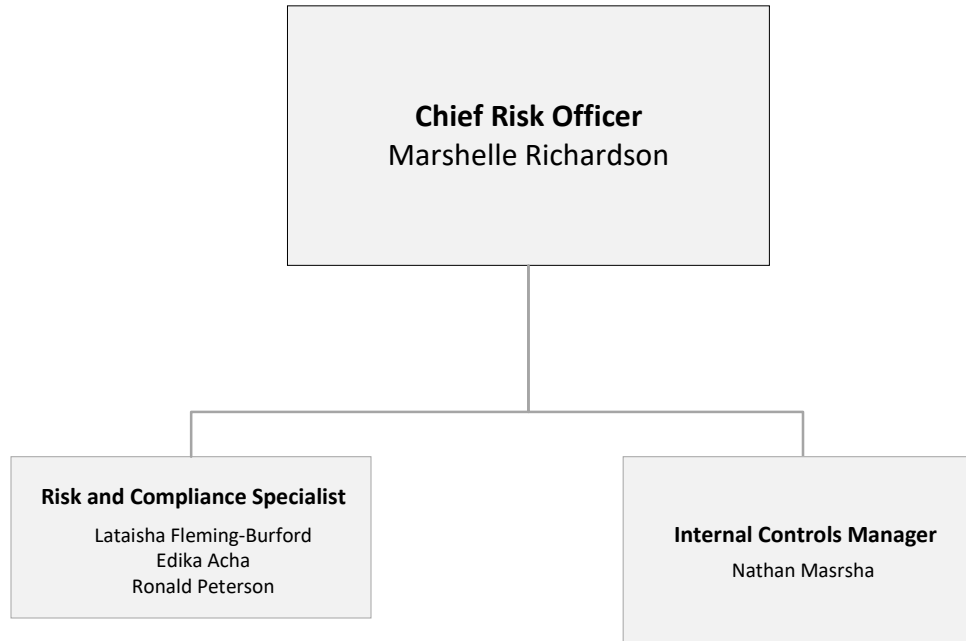 Chief Risk Officer
Marshelle Richardson
Risk and Compliance Specialist
Lataisha Fleming-Burford
Edika Acha
Ronald Peterson
Internal Controls Manager
Nathan Masrsha